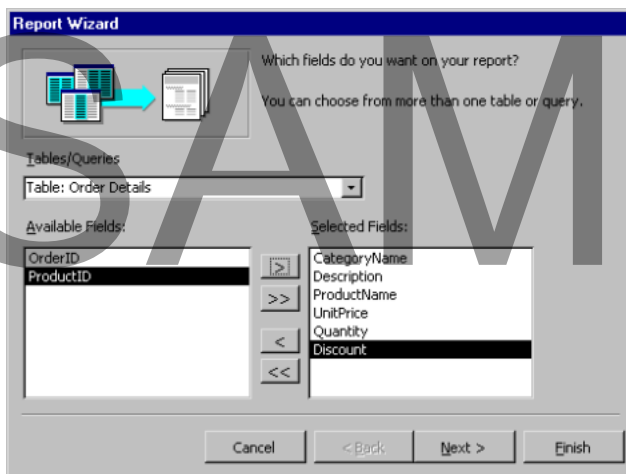 Report Wizard
Which fields do you want on your report?
You can choose from more than one table or query.
Tables/Queries
Table: Order Details
Available Fields:
OrderID
ProductID
>
>>
<
<<
Selected Fields:
CategoryName
Description
ProductName
UnitPrice
Quantity
Discount
Cancel
< Back
Next >
Finish
SAM